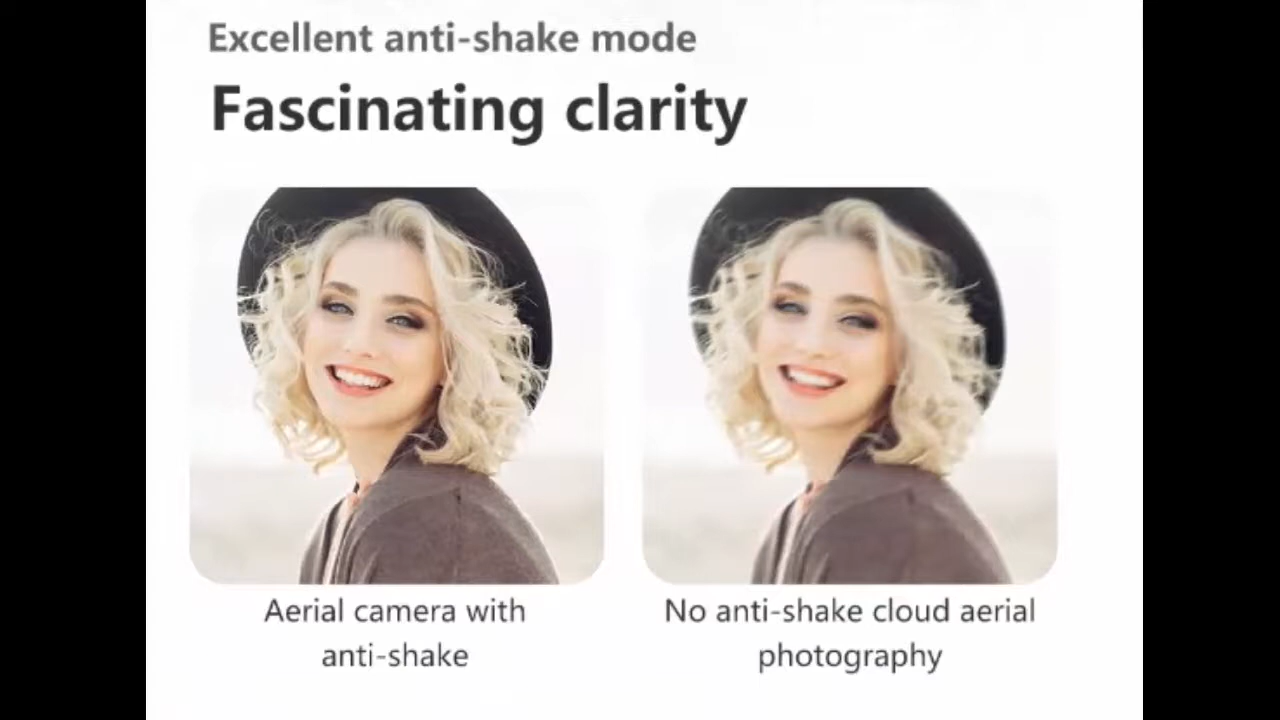 Excellent anti-shake mode
Fascinating clarity
Aerial camera with
anti-shake
No anti-shake cloud aerial
photography